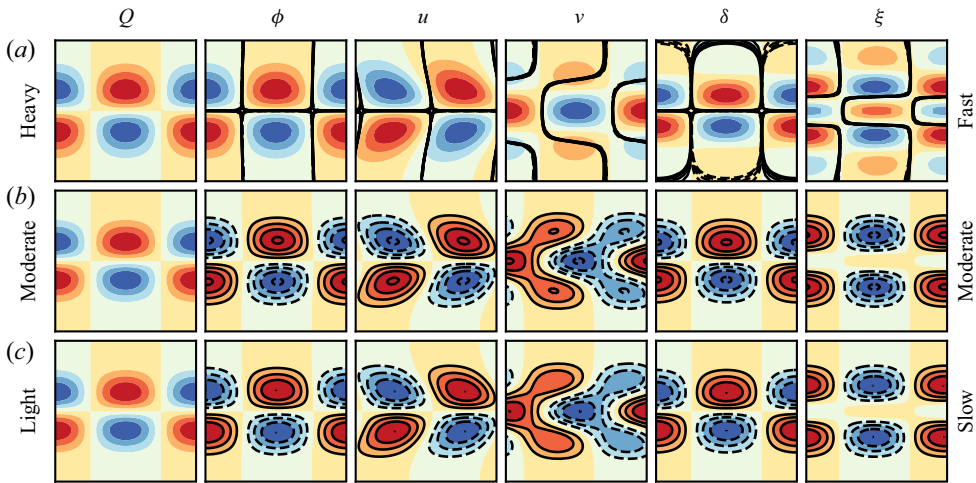 Q ϕ u v δ ξ
(a) Heavy Fast
(b) Moderate Moderate
(c) Light Slow